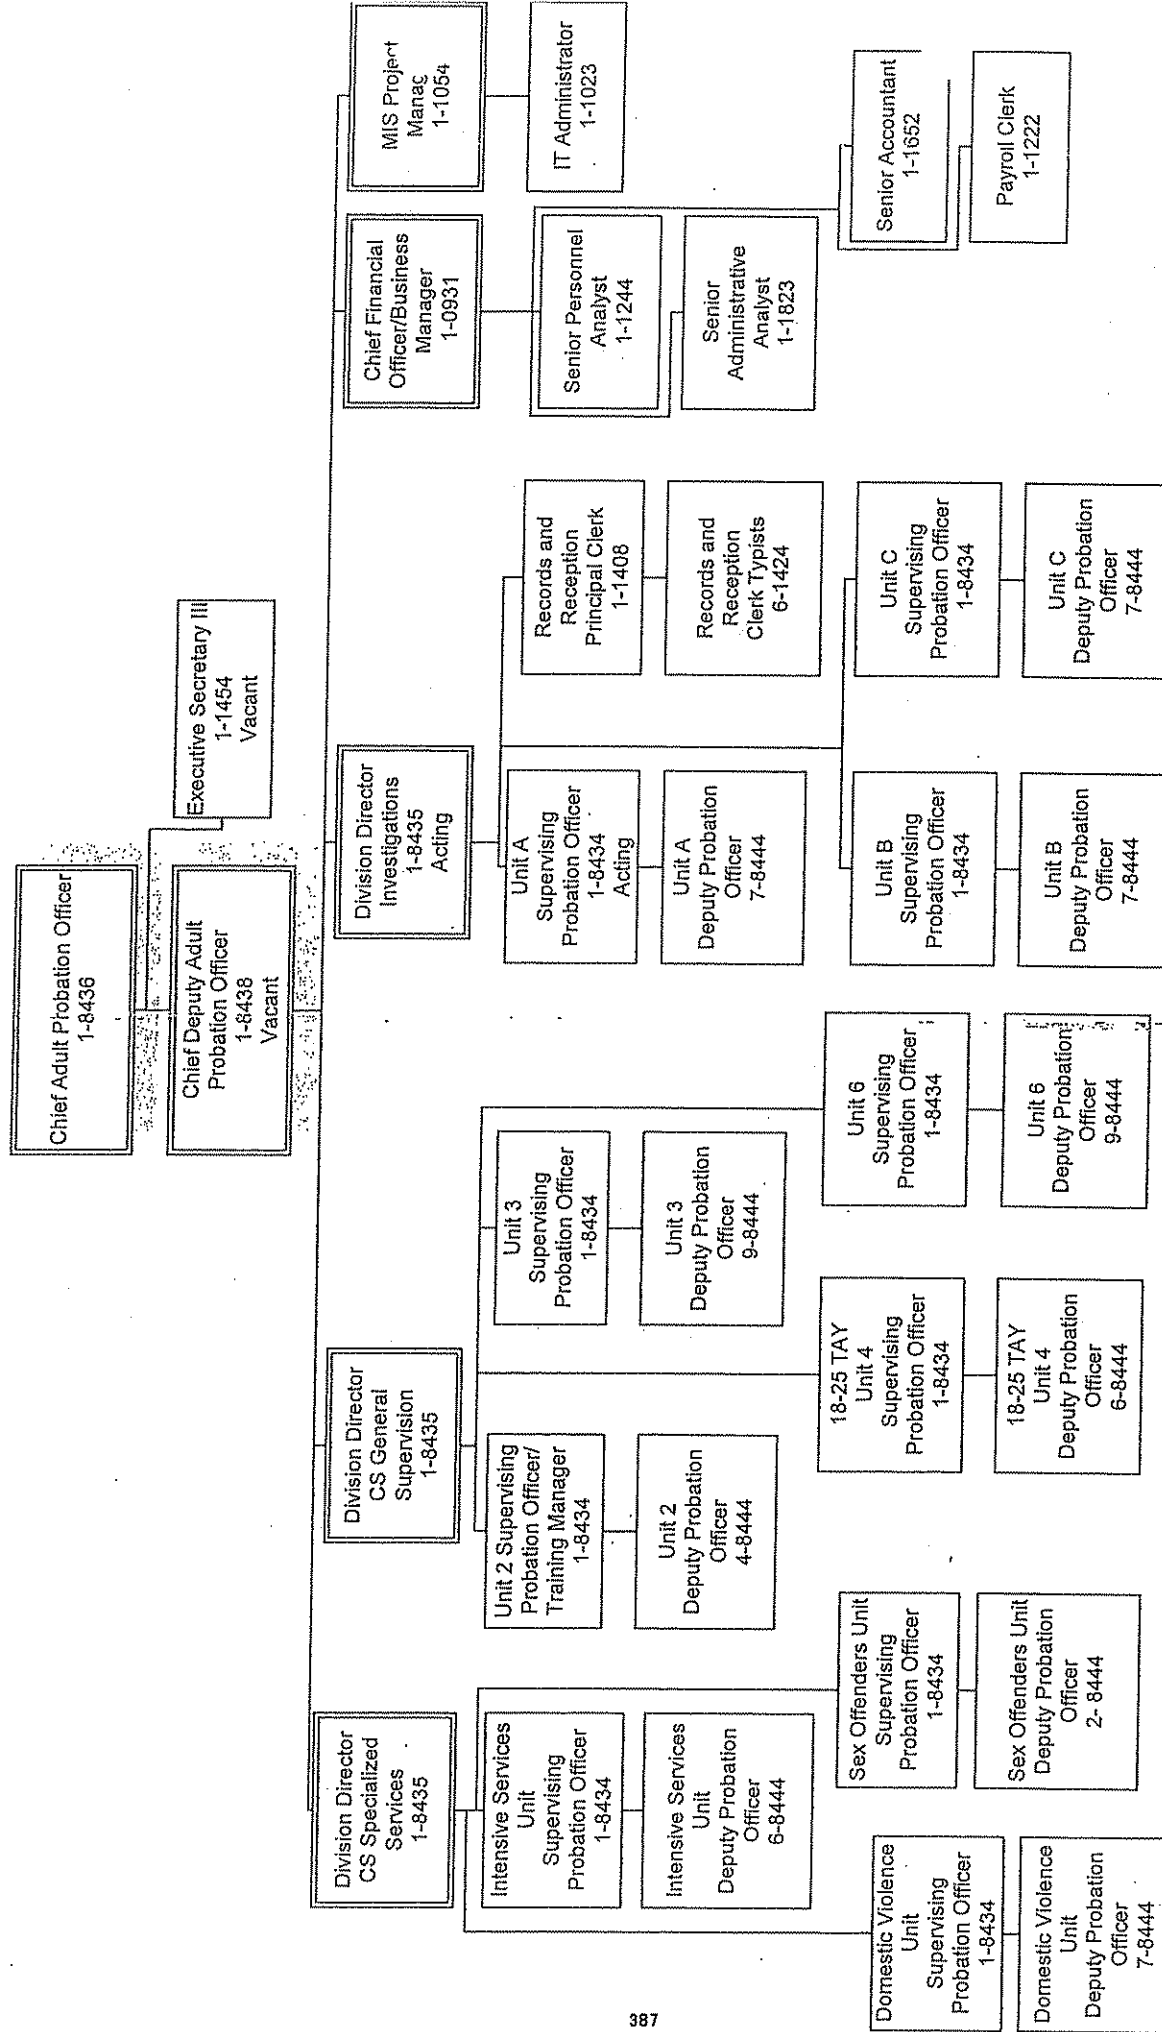 Chief Adult Probation Officer
1-8436
Executive Secretary III
1-1454
Vacant
Chief Deputy Adult
Probation Officer
1-8438
Vacant
Division Director
CS Specialized
Services
1-8435
Division Director
CS General
Supervision
1-8435
Division Director
Investigations
1-8435
Acting
Chief Financial
Officer/Business
Manager
1-0931
MIS Project
Manag
1-1054
Intensive Services
Unit
Supervising
Probation Officer
1-8434
Intensive Services
Unit
Deputy Probation
Officer
6-8444
Domestic Violence
Unit
Supervising
Probation Officer
1-8434
Domestic Violence
Unit
Deputy Probation
Officer
7-8444
Sex Offenders Unit
Supervising
Probation Officer
1-8434
Sex Offenders Unit
Deputy Probation
Officer
2- 8444
Unit 2 Supervising
Probation Officer/
Training Manager
1-8434
Unit 2
Deputy Probation
Officer
4-8444
Unit 3
Supervising
Probation Officer
1-8434
Unit 3
Deputy Probation
Officer
9-8444
18-25 TAY
Unit 4
Supervising
Probation Officer
1-8434
18-25 TAY
Unit 4
Deputy Probation
Officer
6-8444
Unit 6
Supervising
Probation Officer
1-8434
Unit 6
Deputy Probation
Officer
9-8444
Unit A
Supervising
Probation Officer
1-8434
Acting
Unit A
Deputy Probation
Officer
7-8444
Records and
Reception
Principal Clerk
1-1408
Records and
Reception
Clerk Typists
6-1424
Unit B
Supervising
Probation Officer
1-8434
Unit B
Deputy Probation
Officer
7-8444
Unit C
Supervising
Probation Officer
1-8434
Unit C
Deputy Probation
Officer
7-8444
Senior Personnel
Analyst
1-1244
Senior
Administrative
Analyst
1-1823
IT Administrator
1-1023
Senior Accountant
1-1652
Payroll Clerk
1-1222
387